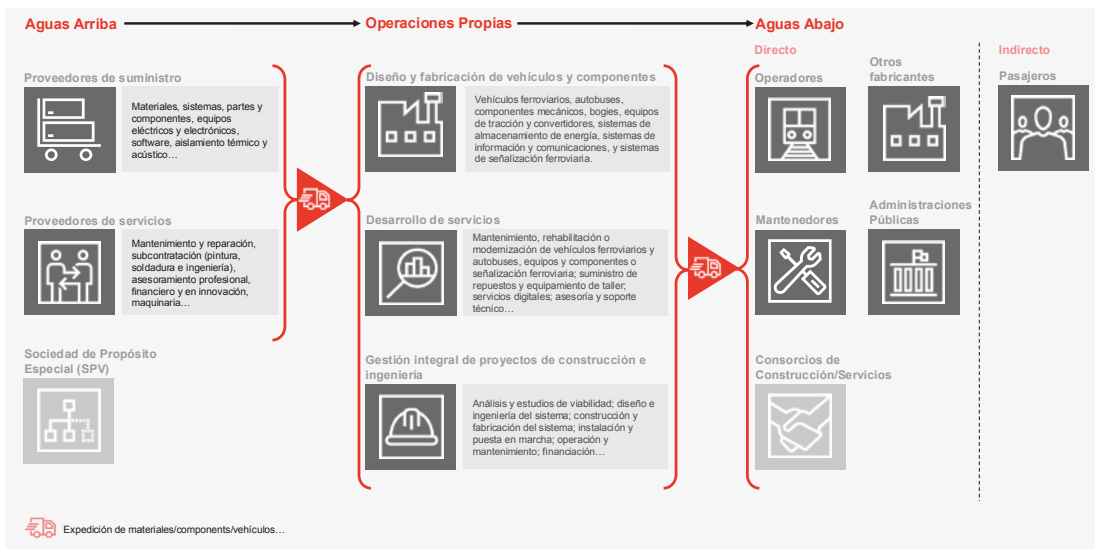 Aguas Arriba
Operaciones Propias
Aguas Abajo
Directo
Indirecto
Proveedores de suministro
Materiales, sistemas, partes y
componentes, equipos
eléctricos y electrónicos,
software, aislamiento térmico y
acústico…
Proveedores de servicios
Mantenimiento y reparación,
subcontratación (pintura,
soldadura e ingeniería),
asesoramiento profesional,
financiero y en innovación,
maquinaria…
Sociedad de Propósito
Especial (SPV)
Diseño y fabricación de vehículos y componentes
Vehículos ferroviarios, autobuses,
componentes mecánicos, bogies, equipos
de tracción y convertidores, sistemas de
almacenamiento de energía, sistemas de
información y comunicaciones, y sistemas
de señalización ferroviaria.
Desarrollo de servicios
Mantenimiento, rehabilitación o
modernización de vehículos ferroviarios y
autobuses, equipos y componentes o
señalización ferroviaria; suministro de
repuestos y equipamiento de taller;
servicios digitales; asesoría y soporte
técnico…
Gestión integral de proyectos de construcción e
ingeniería
Análisis y estudios de viabilidad; diseño e
ingeniería del sistema; construcción y
fabricación del sistema; instalación y
puesta en marcha; operación y
mantenimiento; financiación…
Operadores
Otros
fabricantes
Pasajeros
Mantenedores
Administraciones
Públicas
Consorcios de
Construcción/Servicios
Expedición de materiales/components/vehículos…